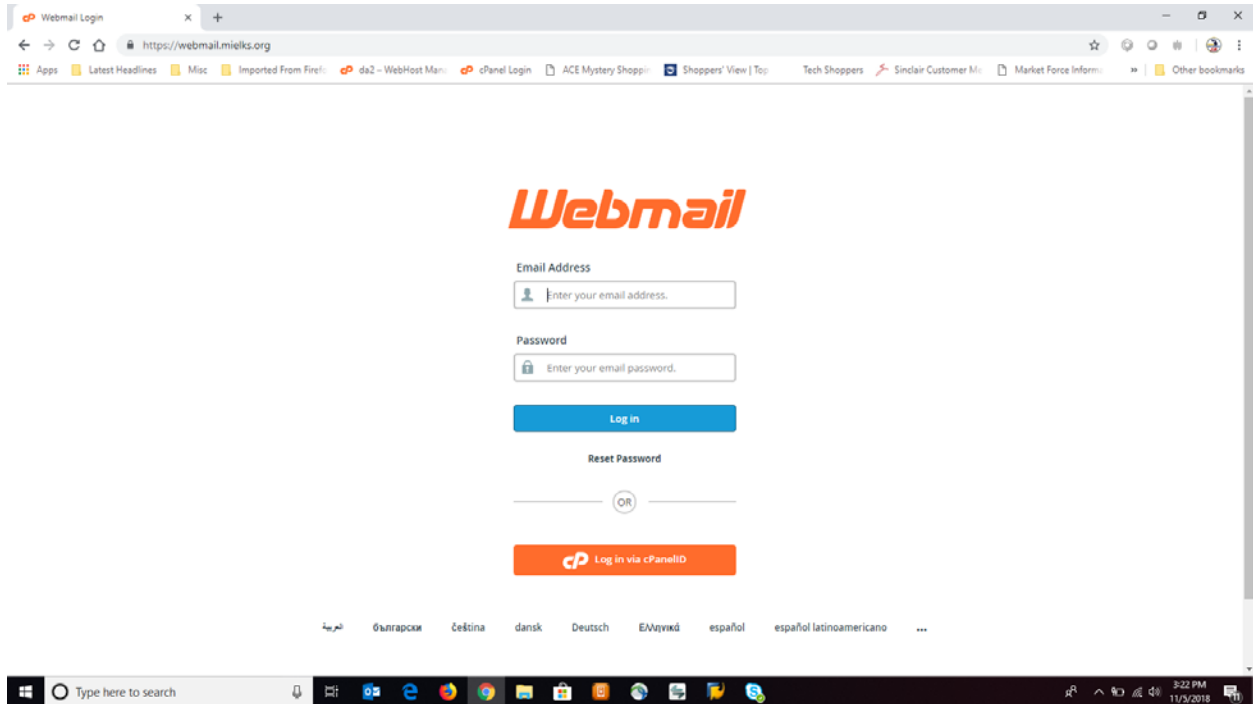 Webmail Login
https://webmail.mielks.org
Apps Latest Headlines Misc Imported From Firefo da2 – WebHost Mana cPanel Login ACE Mystery Shoppin Shoppers' View | Top Tech Shoppers Sinclair Customer Me Market Force Informa » Other bookmarks
Webmail
Email Address
Enter your email address.
Password
Enter your email password.
Log in
Reset Password
OR
cP Log in via cPanelID
العربية български čeština dansk Deutsch Ελληνικά español español latinoamericano ...
Type here to search
3:22 PM
11/5/2018